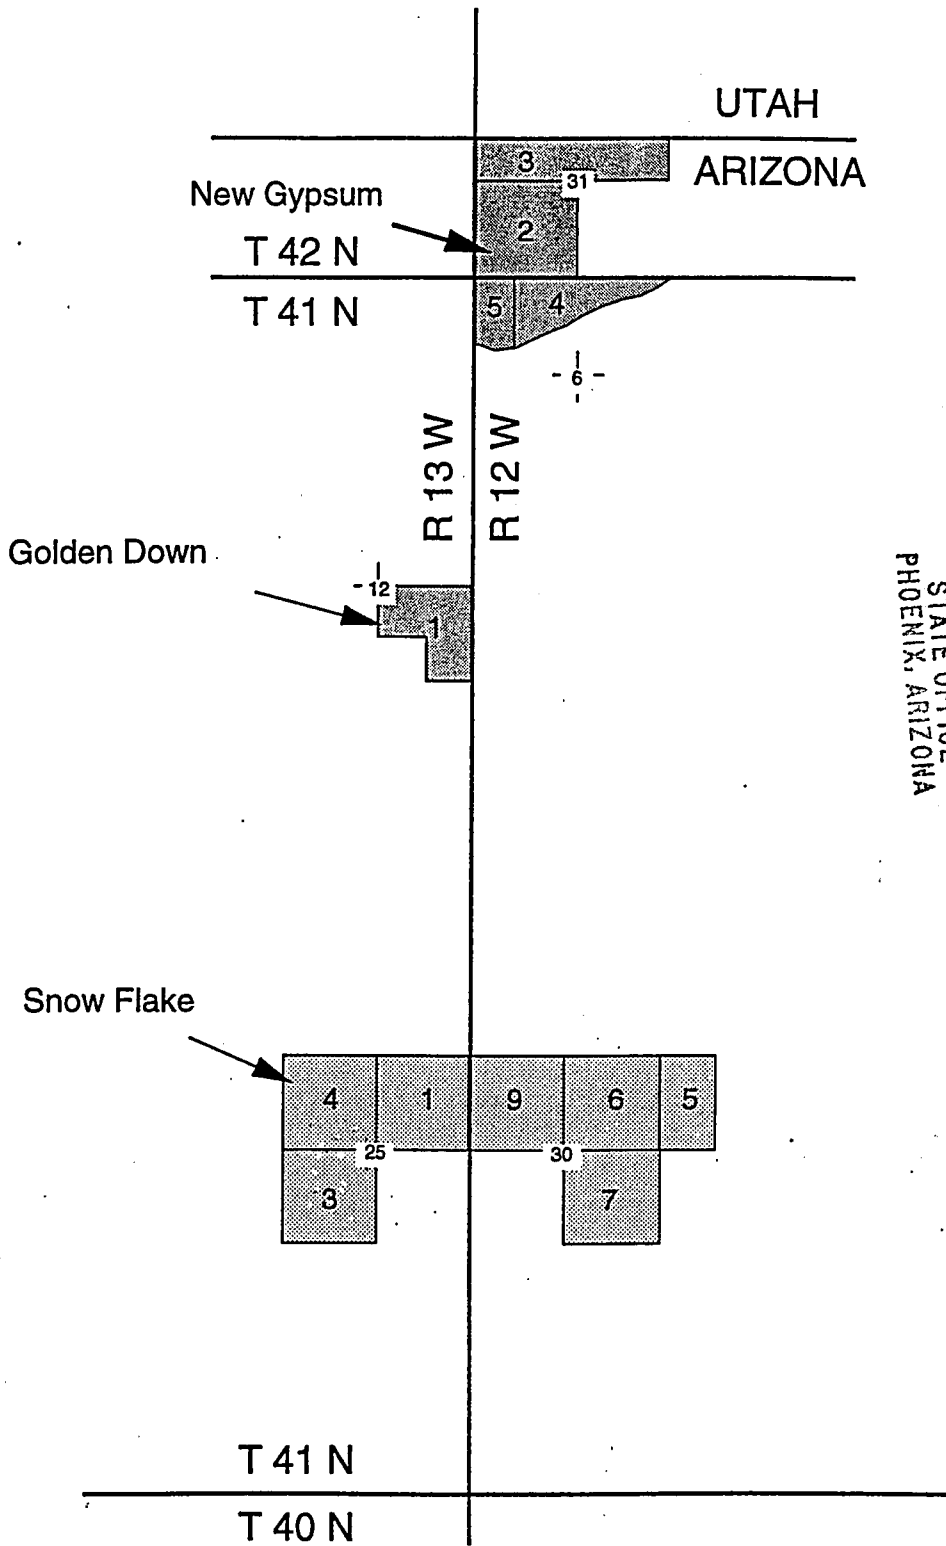 UTAH
3
ARIZONA
31
New Gypsum
2
T 42 N
T 41 N
5
4
6
R 13 W
R 12 W
Golden Down
12
1
PHOENIX, ARIZONA
Snow Flake
4
1
9
6
5
25
30
3
7
T 41 N
T 40 N